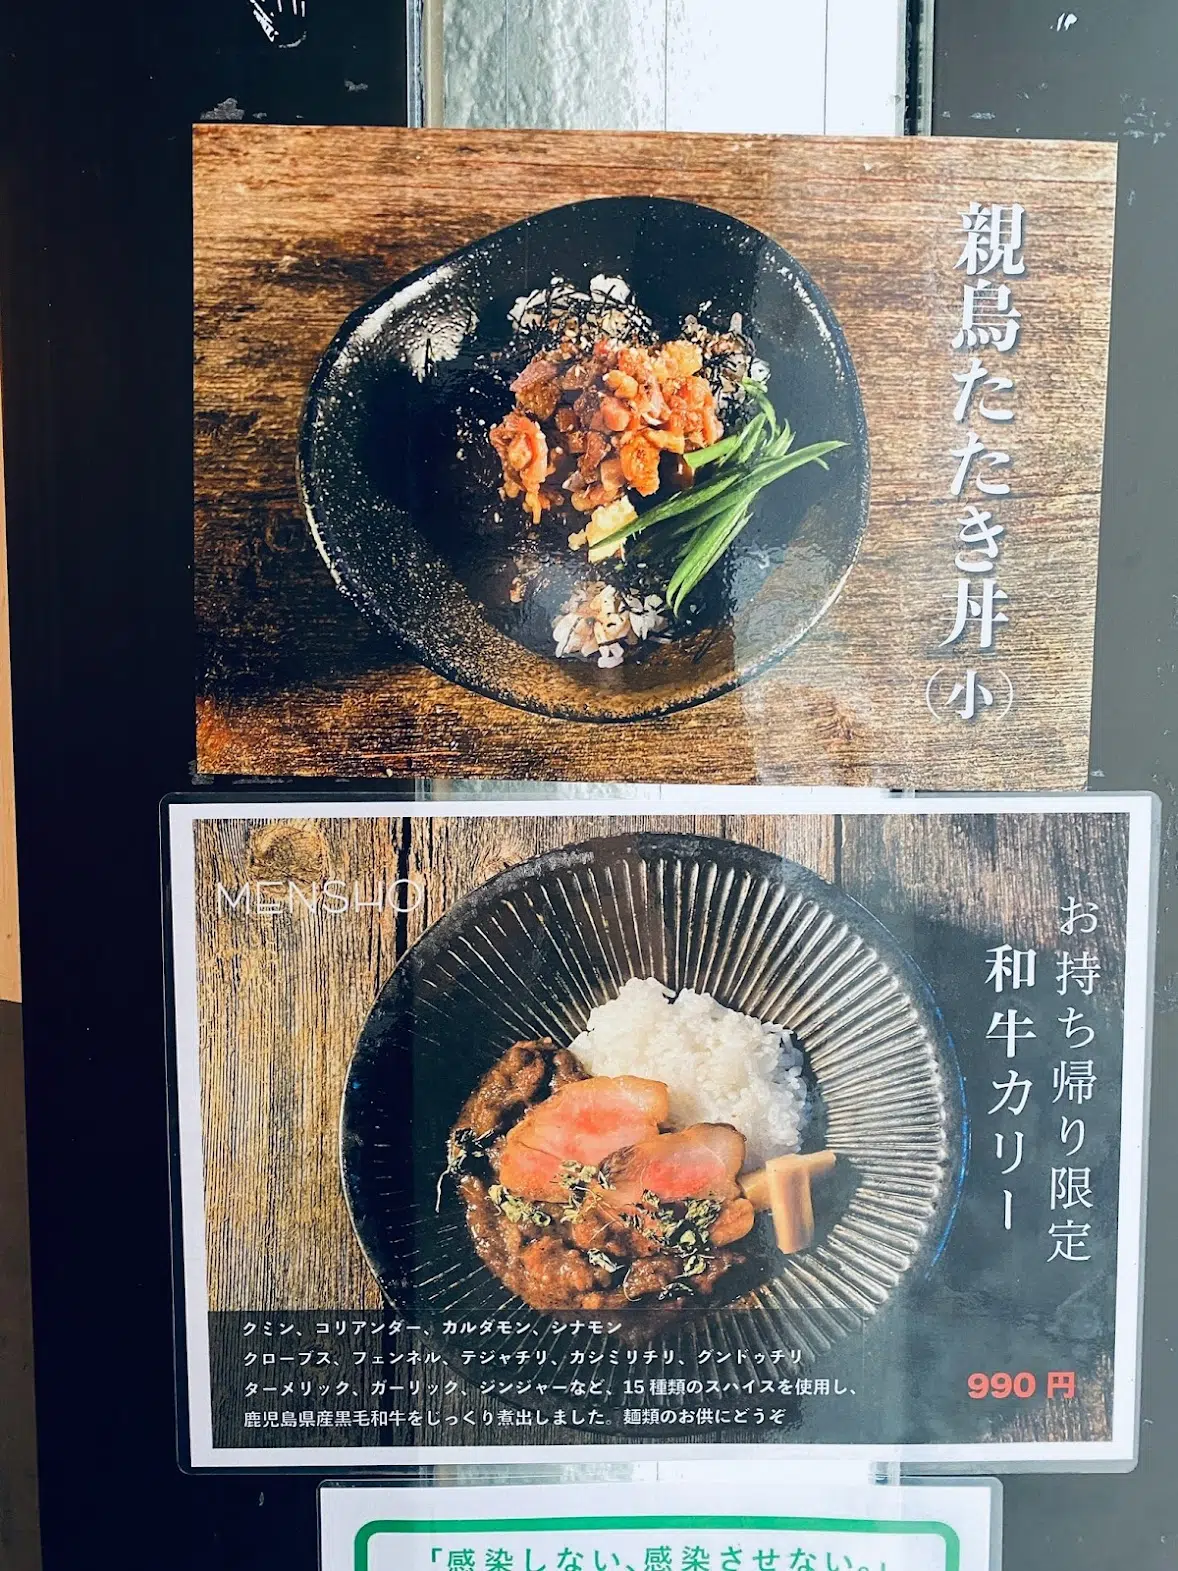 親鳥たたき丼(小)
MENSHO
お持ち帰り限定
和牛カリー
クミン、コリアンダー、カルダモン、シナモン
クローブス、フェンネル、テジャチリ、カシミリチリ、グンドゥチリ
ターメリック、ガーリック、ジンジャーなど、15種類のスパイスを使用し、
鹿児島県産黒毛和牛をじっくり煮出しました。麺類のお供にどうぞ
990円
「感染しない、感染させない。」